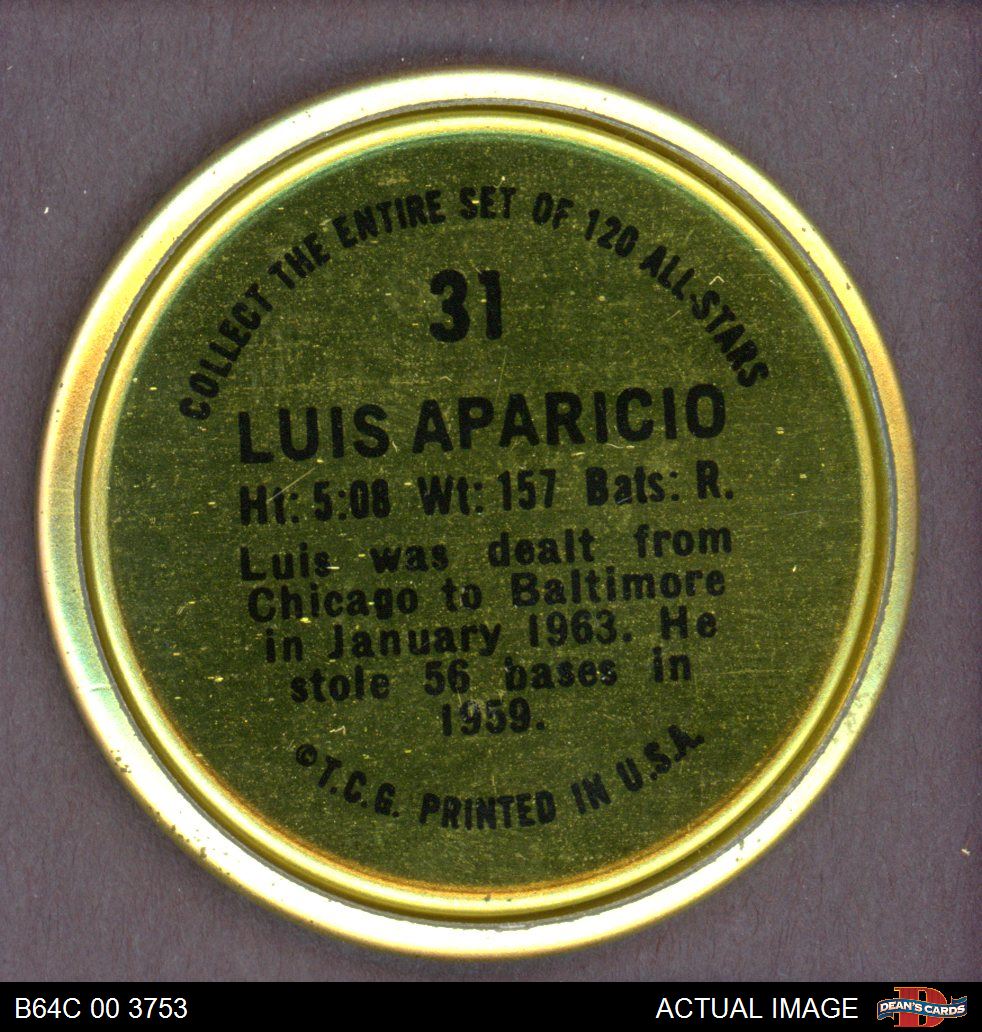 COLLECT THE ENTIRE SET OF 120 ALL-STARS
31
LUIS APARICIO
Ht: 5:08 Wt: 157 Bats: R.
Luis was dealt from
Chicago to Baltimore
in January 1963. He
stole 56 bases in
1959.
©T.C.G. PRINTED IN U.S.A.
B64C 00 3753
ACTUAL IMAGE
DEAN'S CARDS